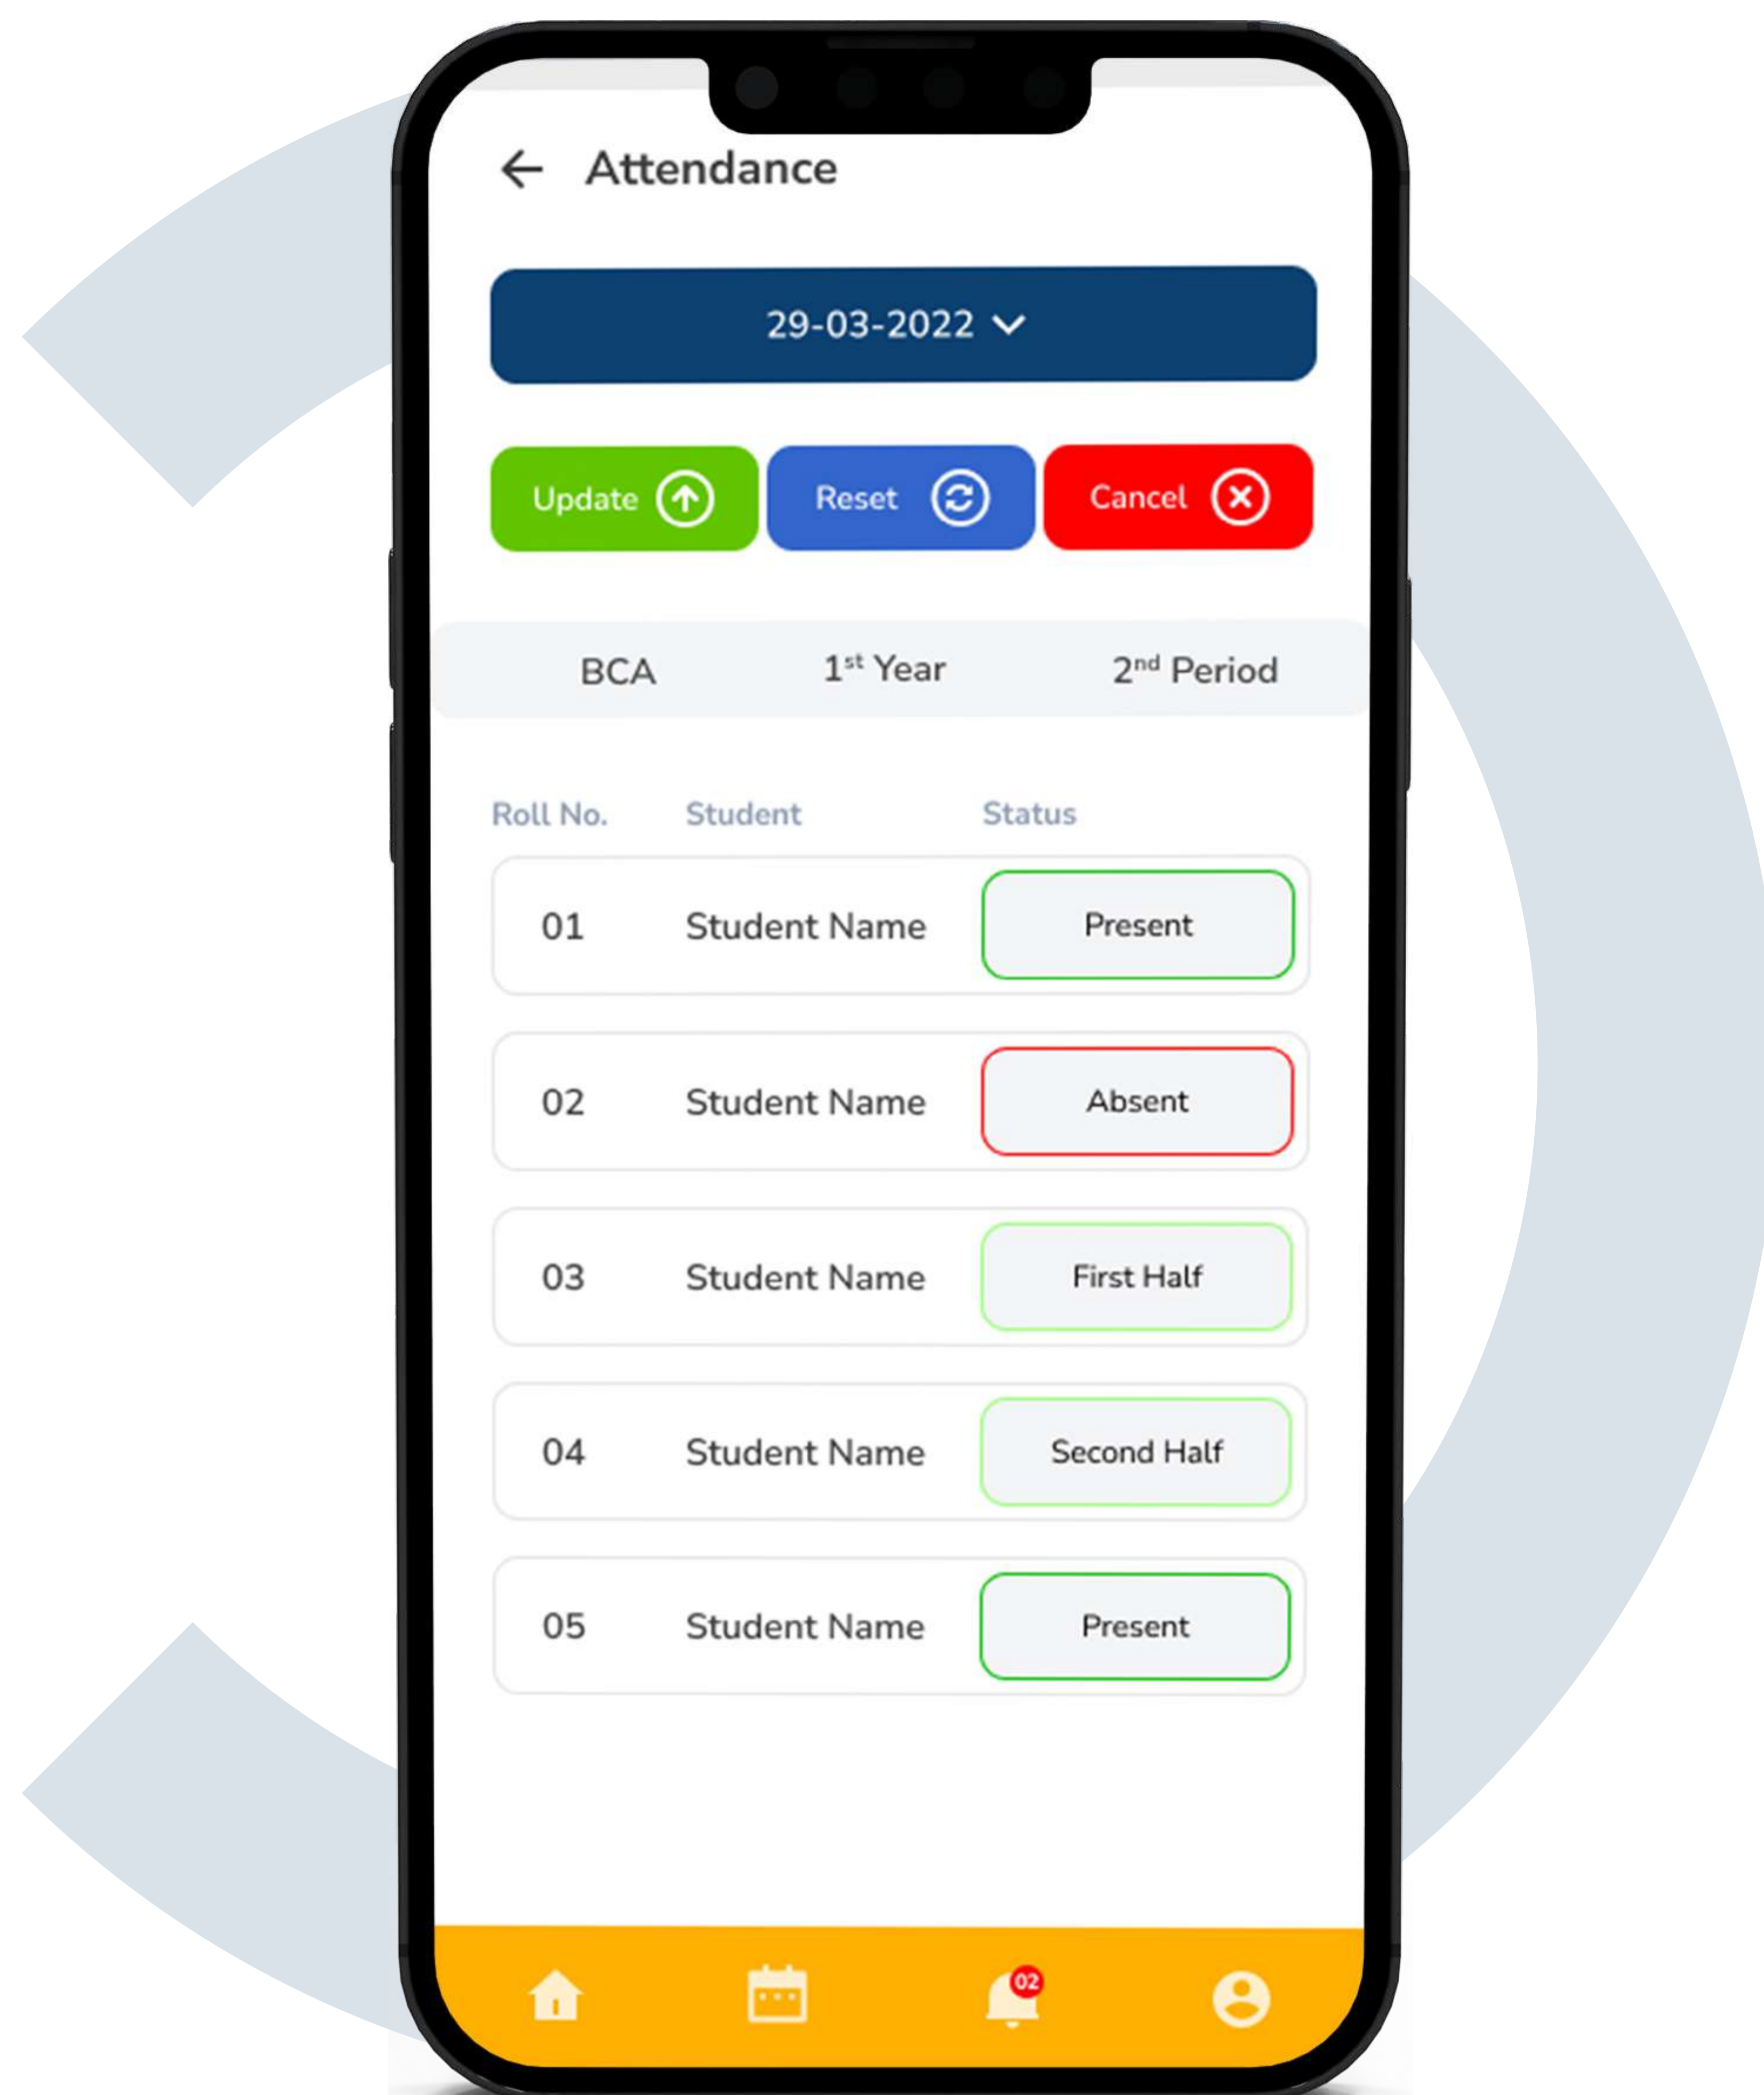 Attendance
29-03-2022
Update Reset Cancel
BCA 1st Year 2nd Period
Roll No. Student Status
01 Student Name Present
02 Student Name Absent
03 Student Name First Half
04 Student Name Second Half
05 Student Name Present
02